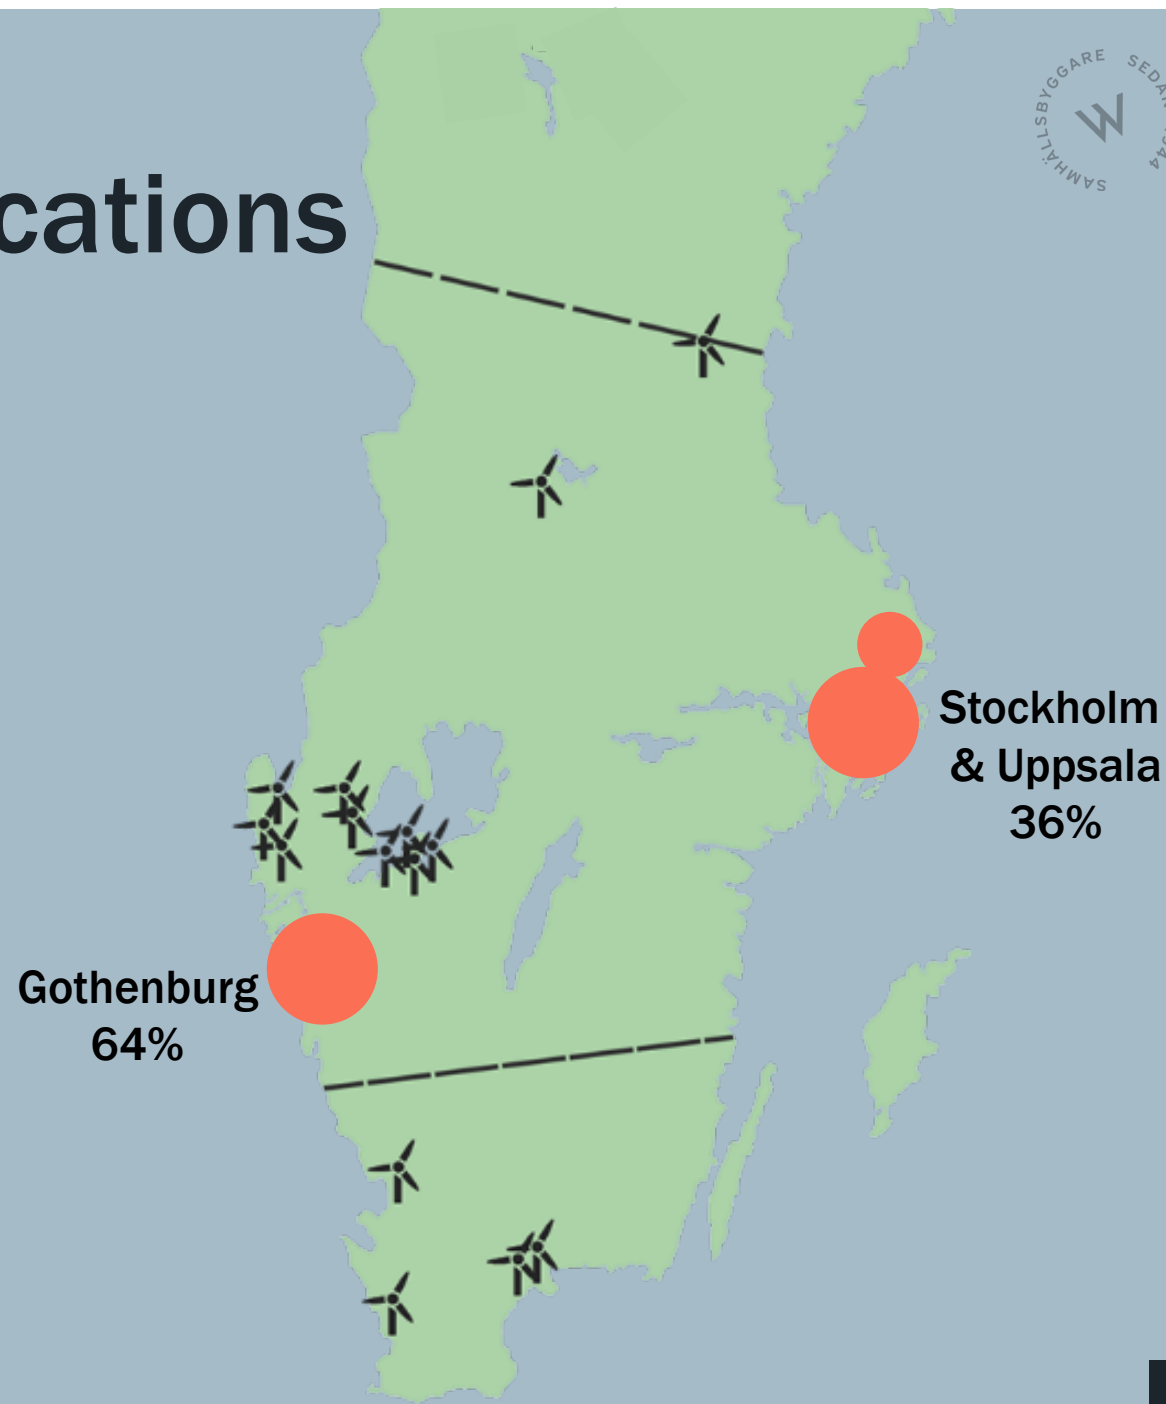 cations
SAMHÄLLSBYGGARE
Stockholm
& Uppsala
36%
Gothenburg
64%